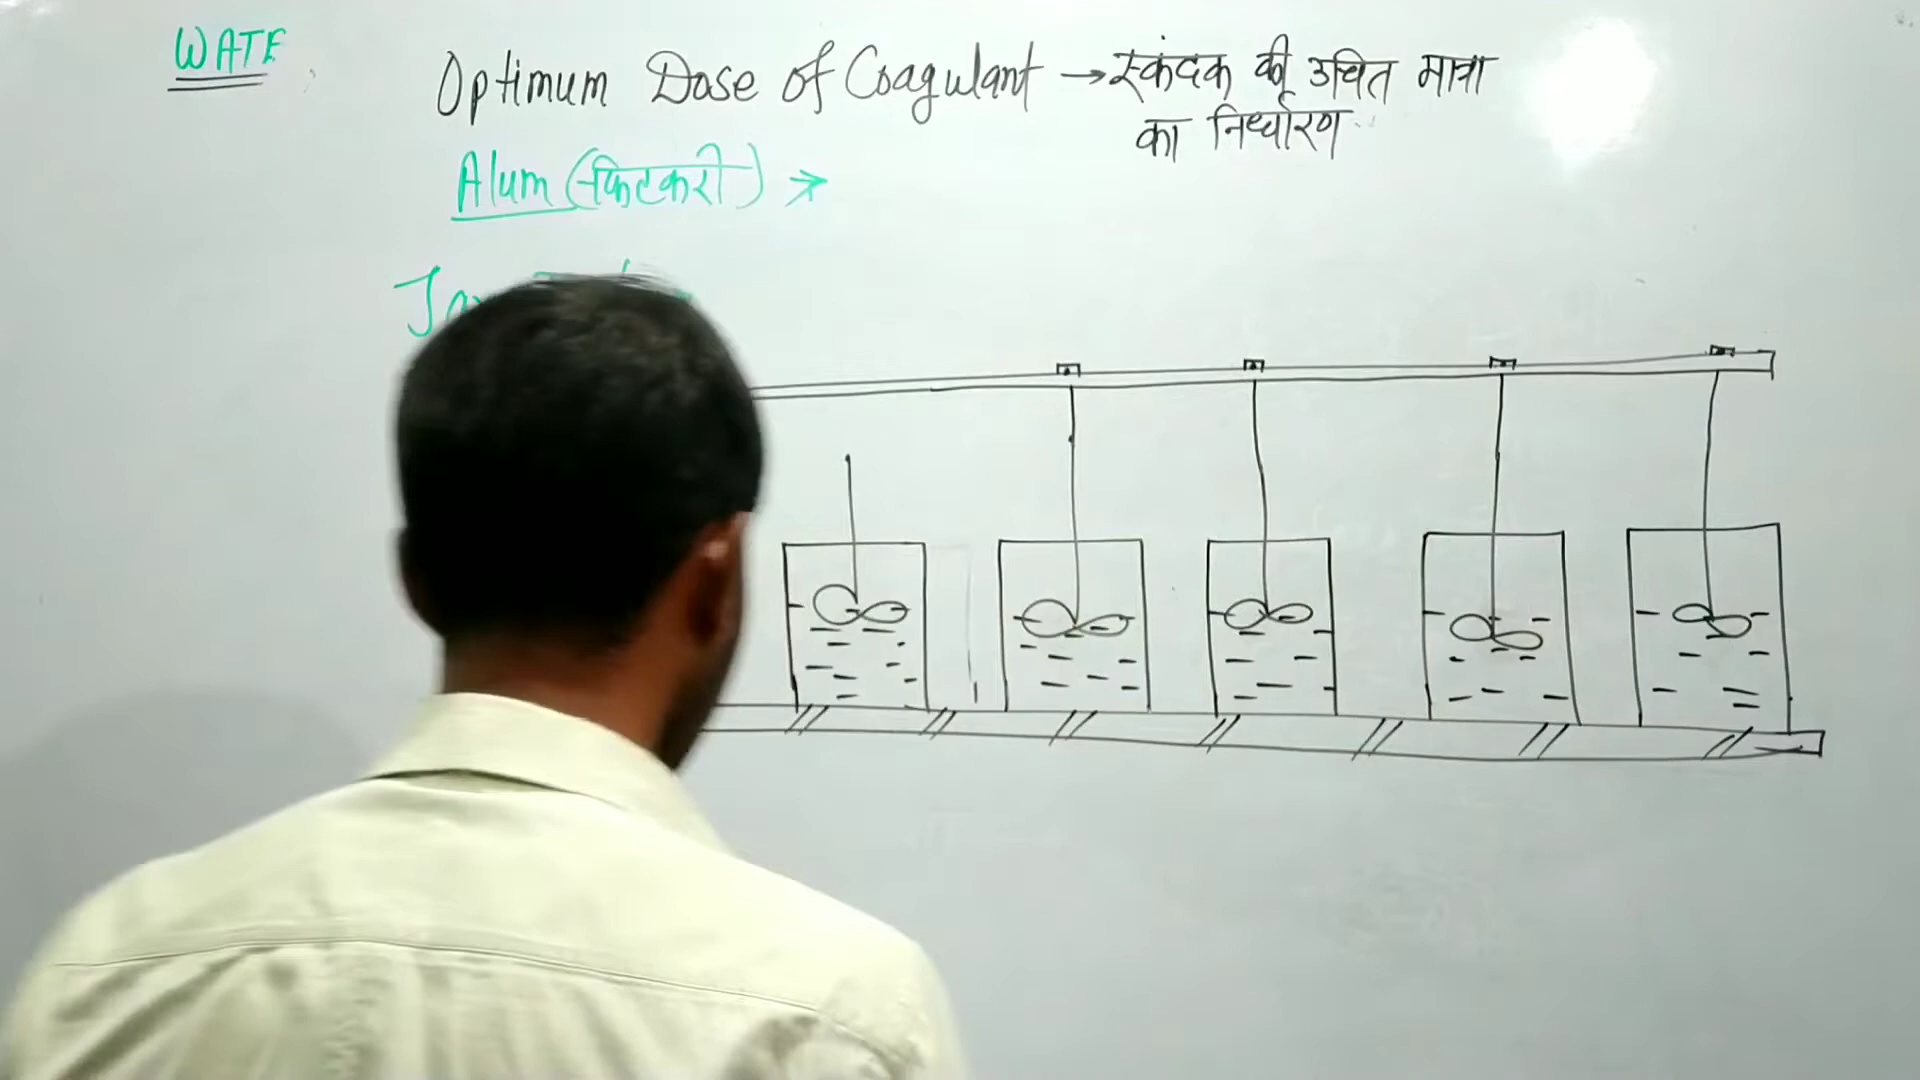 WATE
Optimum Dose of Coagulant → स्कंदक की उचित मात्रा
का निर्धारण
Alum (फिटकरी) →